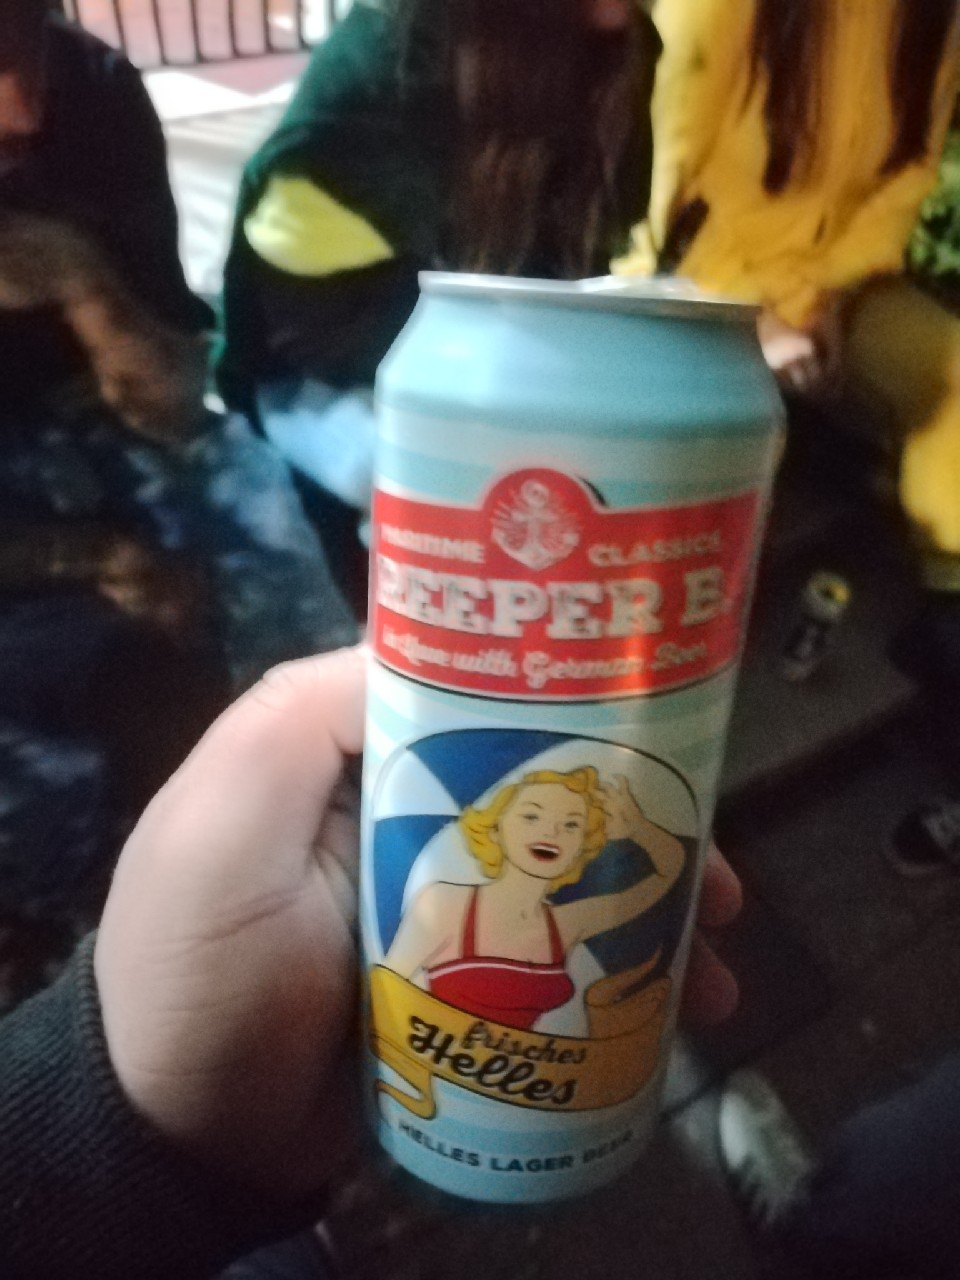 MARITIME CLASSICS
REEPER B.
in Love with German Beer
frisches
Helles
HELLES LAGER BEER